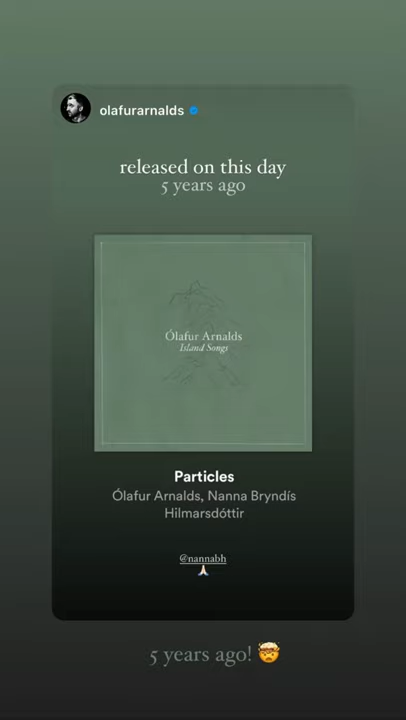 olafurarnalds
released on this day
5 years ago
Ólafur Arnalds
Island Songs
Particles
Ólafur Arnalds, Nanna Bryndís
Hilmarsdóttir
@nannabh
🙏🏻
5 years ago! 🤯